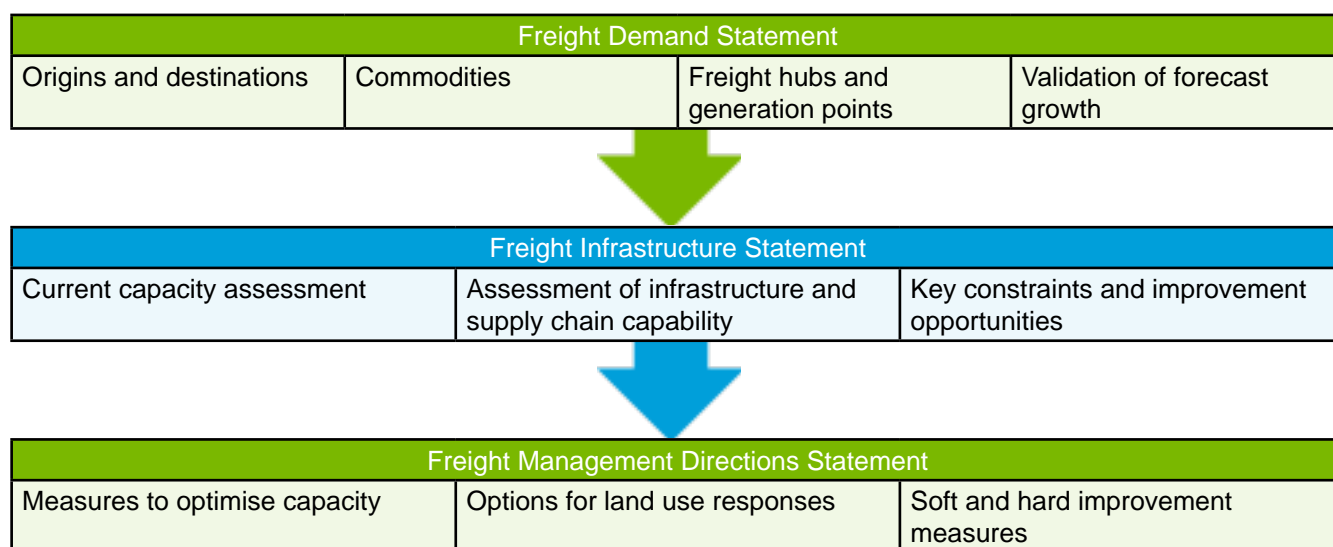 Freight Demand Statement
Origins and destinations
Commodities
Freight hubs and
generation points
Validation of forecast
growth
Freight Infrastructure Statement
Current capacity assessment
Assessment of infrastructure and
supply chain capability
Key constraints and improvement
opportunities
Freight Management Directions Statement
Measures to optimise capacity
Options for land use responses
Soft and hard improvement
measures